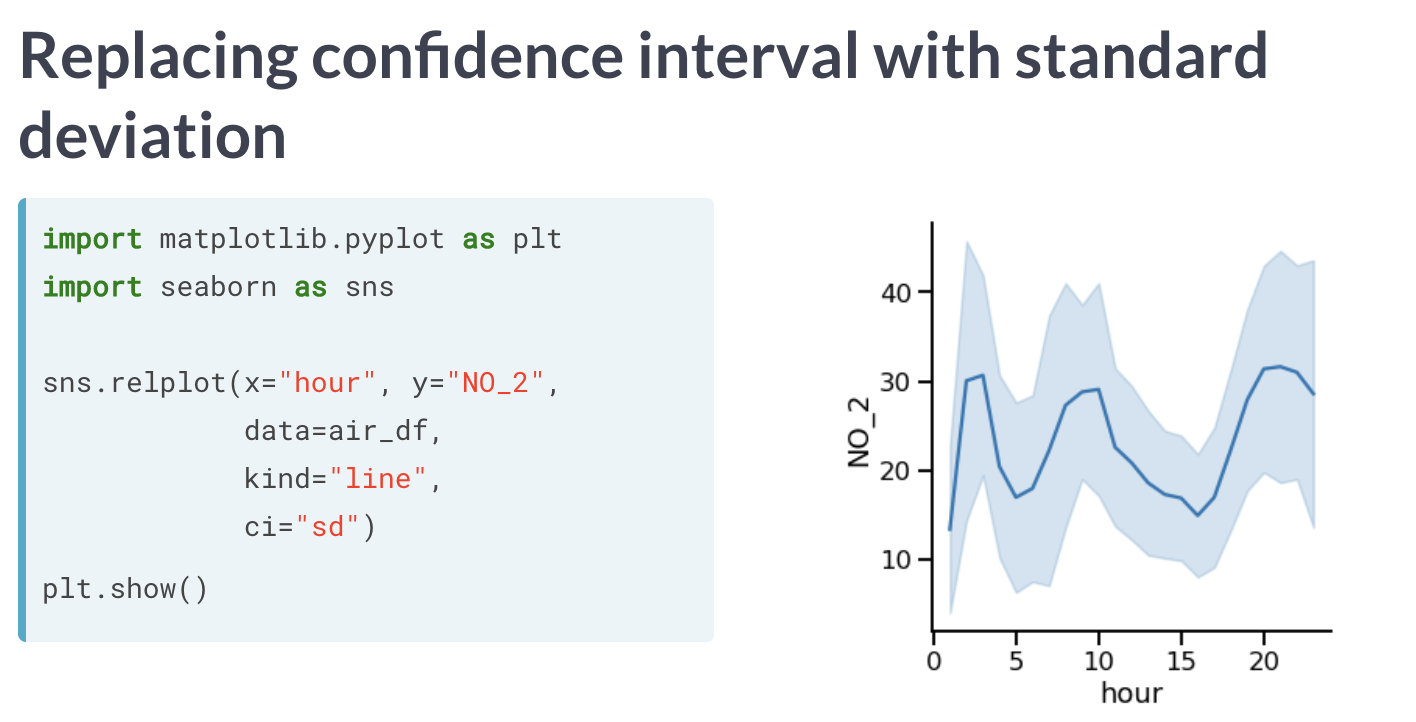 Replacing confidence interval with standard
deviation
import matplotlib.pyplot as plt
import seaborn as sns
sns.relplot(x="hour", y="NO_2",
data=air_df,
kind="line",
ci="sd")
plt.show()
40
30
20
10
NO_2
0 5 10 15 20
hour